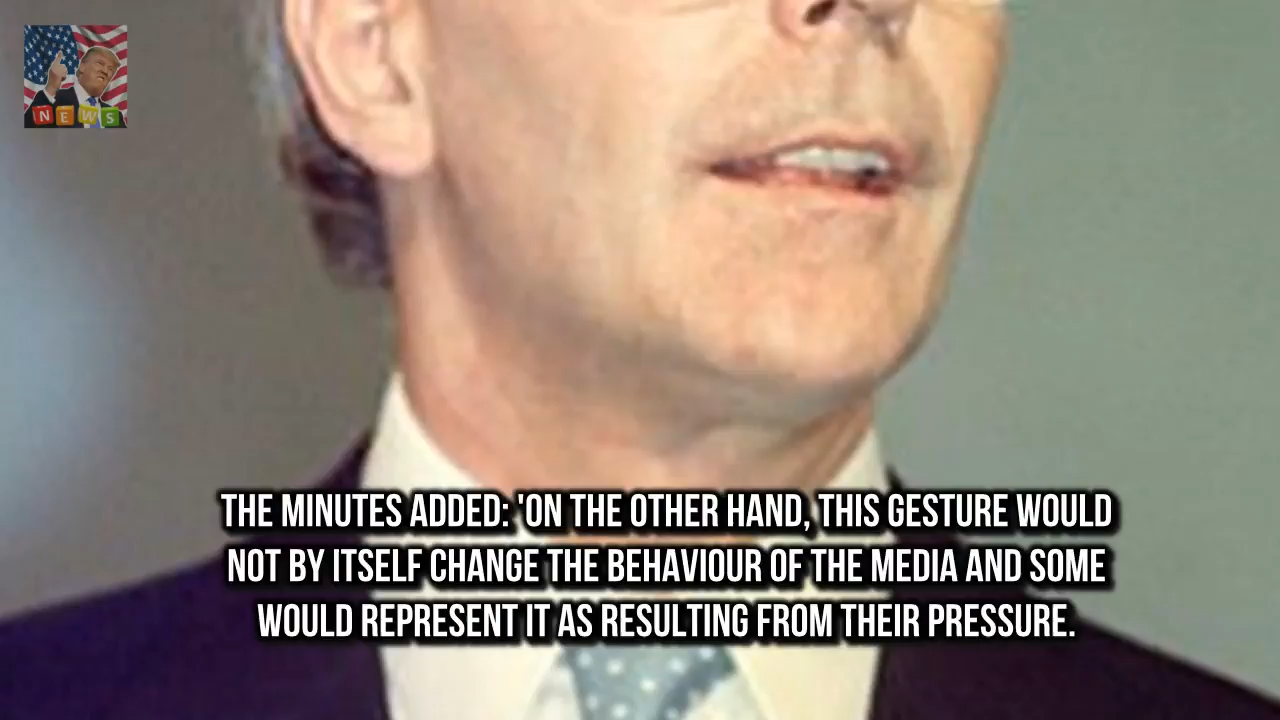 NEWS
THE MINUTES ADDED: 'ON THE OTHER HAND, THIS GESTURE WOULD
NOT BY ITSELF CHANGE THE BEHAVIOUR OF THE MEDIA AND SOME
WOULD REPRESENT IT AS RESULTING FROM THEIR PRESSURE.